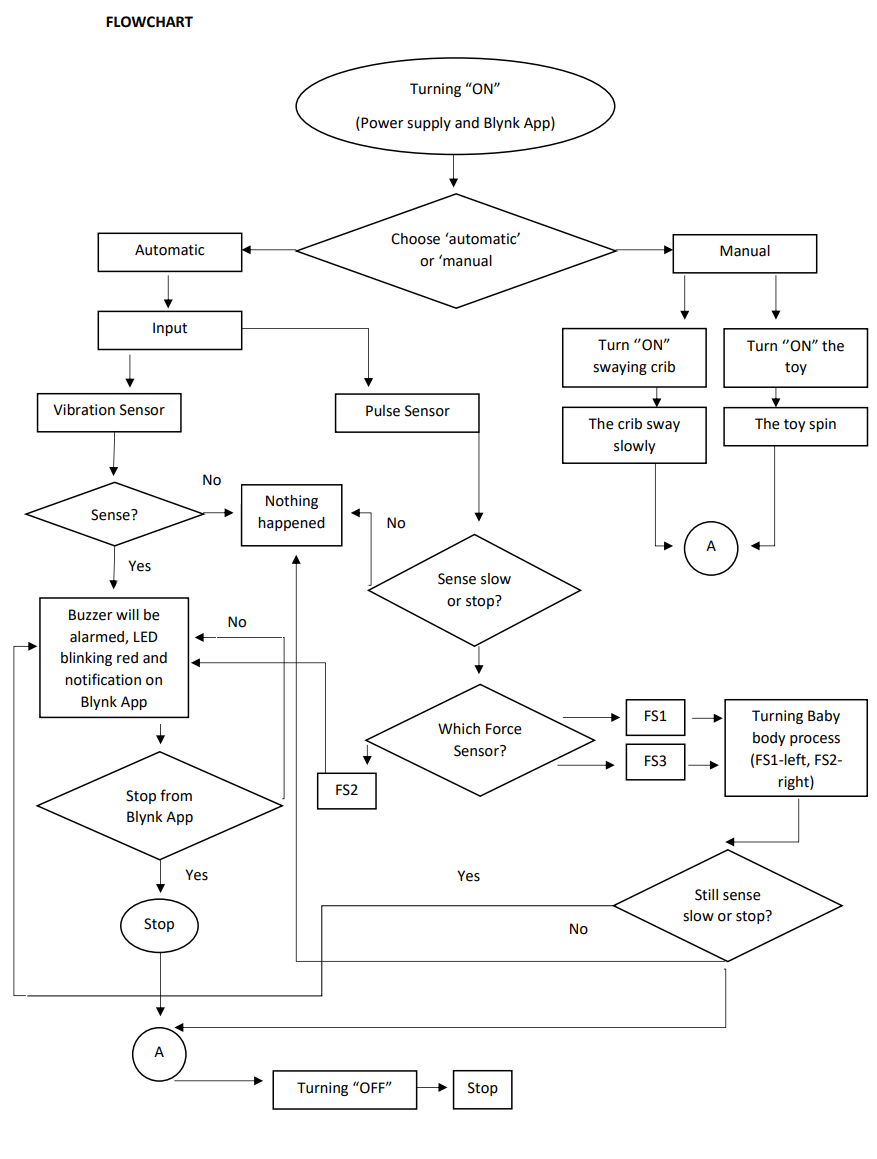 FLOWCHART
Turning “ON”
(Power supply and Blynk App)
Choose ‘automatic’
or ‘manual
Automatic
Manual
Input
Turn ‘’ON”
swaying crib
Turn ‘’ON” the
toy
Vibration Sensor
Pulse Sensor
The crib sway
slowly
The toy spin
No
Nothing
happened
Sense?
No
A
Yes
Sense slow
or stop?
Buzzer will be
alarmed, LED
blinking red and
notification on
Blynk App
No
Which Force
Sensor?
FS1
FS3
Turning Baby
body process
(FS1-left, FS2-
right)
FS2
Stop from
Blynk App
Yes
Yes
Still sense
slow or stop?
No
Stop
A
Turning “OFF”
Stop